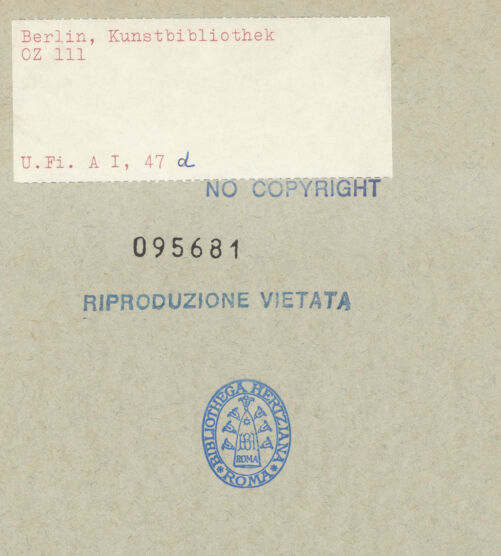 Berlin, Kunstbibliothek
OZ 111
U.Fi. A I, 47 d
NO COPYRIGHT
095681
RIPRODUZIONE VIETATA
BIBLIOTHECA HERTZIANA
ROMA
ROMA